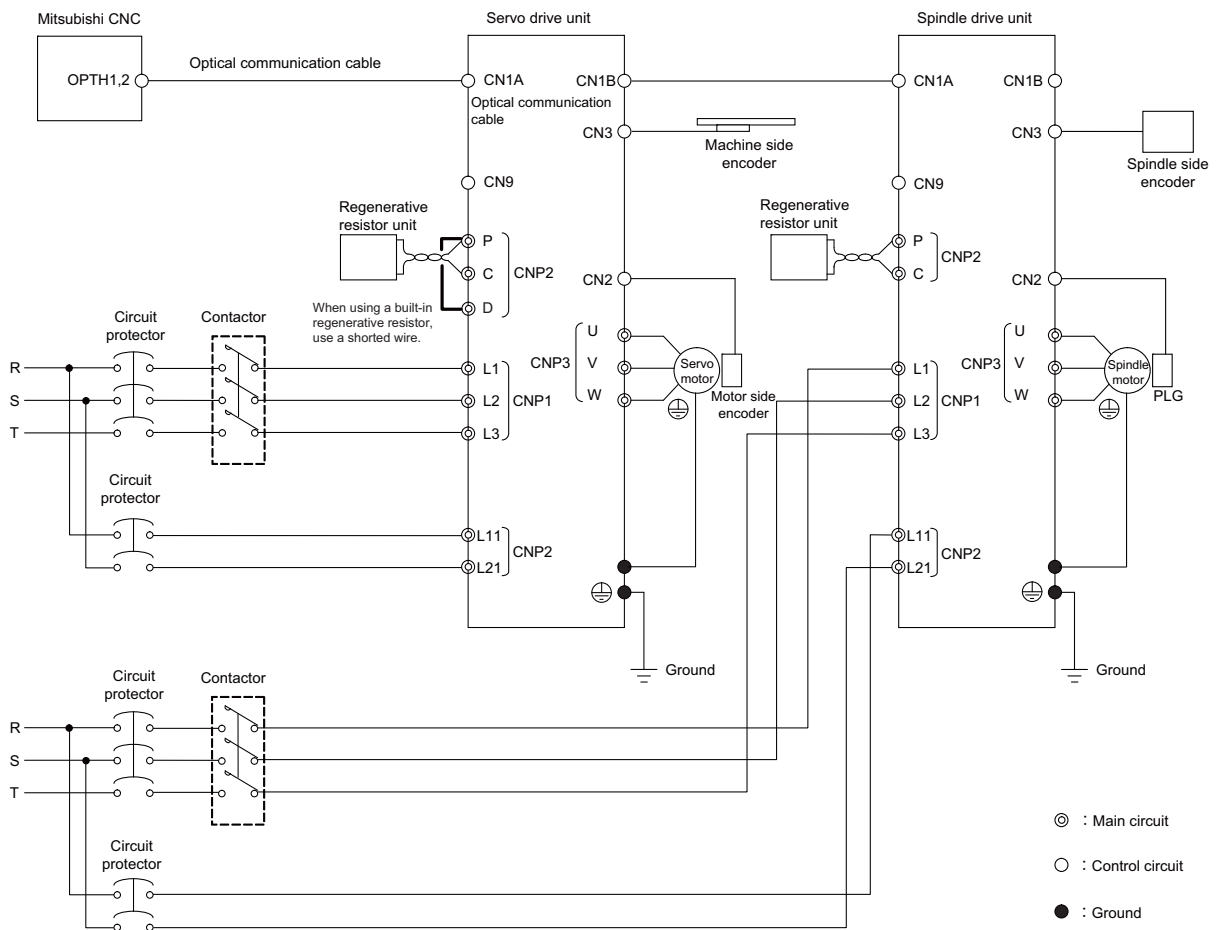 Mitsubishi CNC
Servo drive unit
Spindle drive unit
OPTH1,2
Optical communication cable
CN1A
CN1B
CN1A
CN1B
Optical communication
cable
CN3
Machine side
encoder
CN3
Spindle side
encoder
CN9
CN9
Regenerative
resistor unit
P
C
D
CNP2
When using a built-in
regenerative resistor,
use a shorted wire.
Regenerative
resistor unit
P
C
CNP2
CN2
CN2
Circuit
protector
Contactor
R
S
T
L1
L2
L3
CNP1
CNP3
U
V
W
Servo
motor
Motor side
encoder
L1
L2
L3
CNP1
CNP3
U
V
W
Spindle
motor
PLG
Circuit
protector
L11
L21
CNP2
L11
L21
CNP2
Ground
Ground
Circuit
protector
Contactor
R
S
T
Circuit
protector
: Main circuit
: Control circuit
: Ground